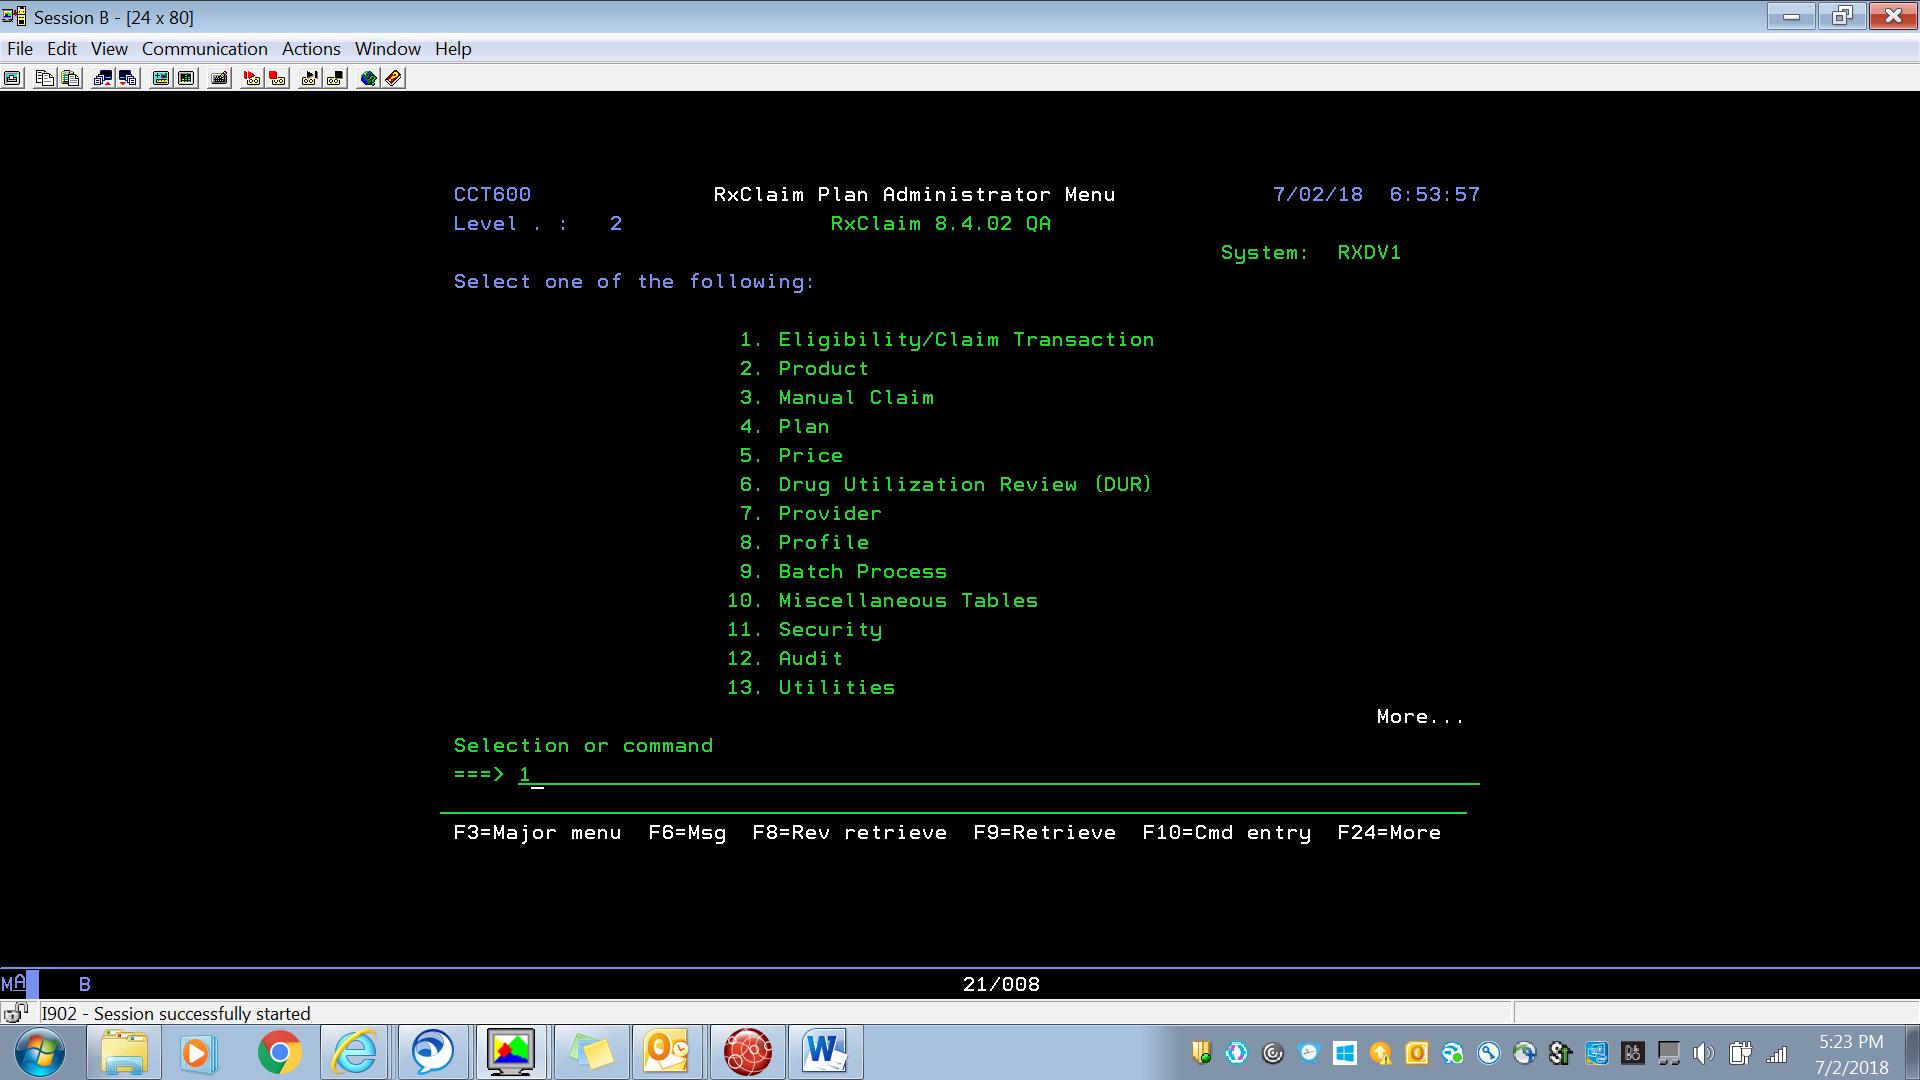 Session B - [24 x 80]
File Edit View Communication Actions Window Help
CCT600 RxClaim Plan Administrator Menu 7/02/18 6:53:57
Level . : 2 RxClaim 8.4.02 QA
System: RXDV1
Select one of the following:
1. Eligibility/Claim Transaction
2. Product
3. Manual Claim
4. Plan
5. Price
6. Drug Utilization Review (DUR)
7. Provider
8. Profile
9. Batch Process
10. Miscellaneous Tables
11. Security
12. Audit
13. Utilities
More...
Selection or command
===> 1
F3=Major menu F6=Msg F8=Rev retrieve F9=Retrieve F10=Cmd entry F24=More
MA B 21/008
I902 - Session successfully started
5:23 PM
7/2/2018